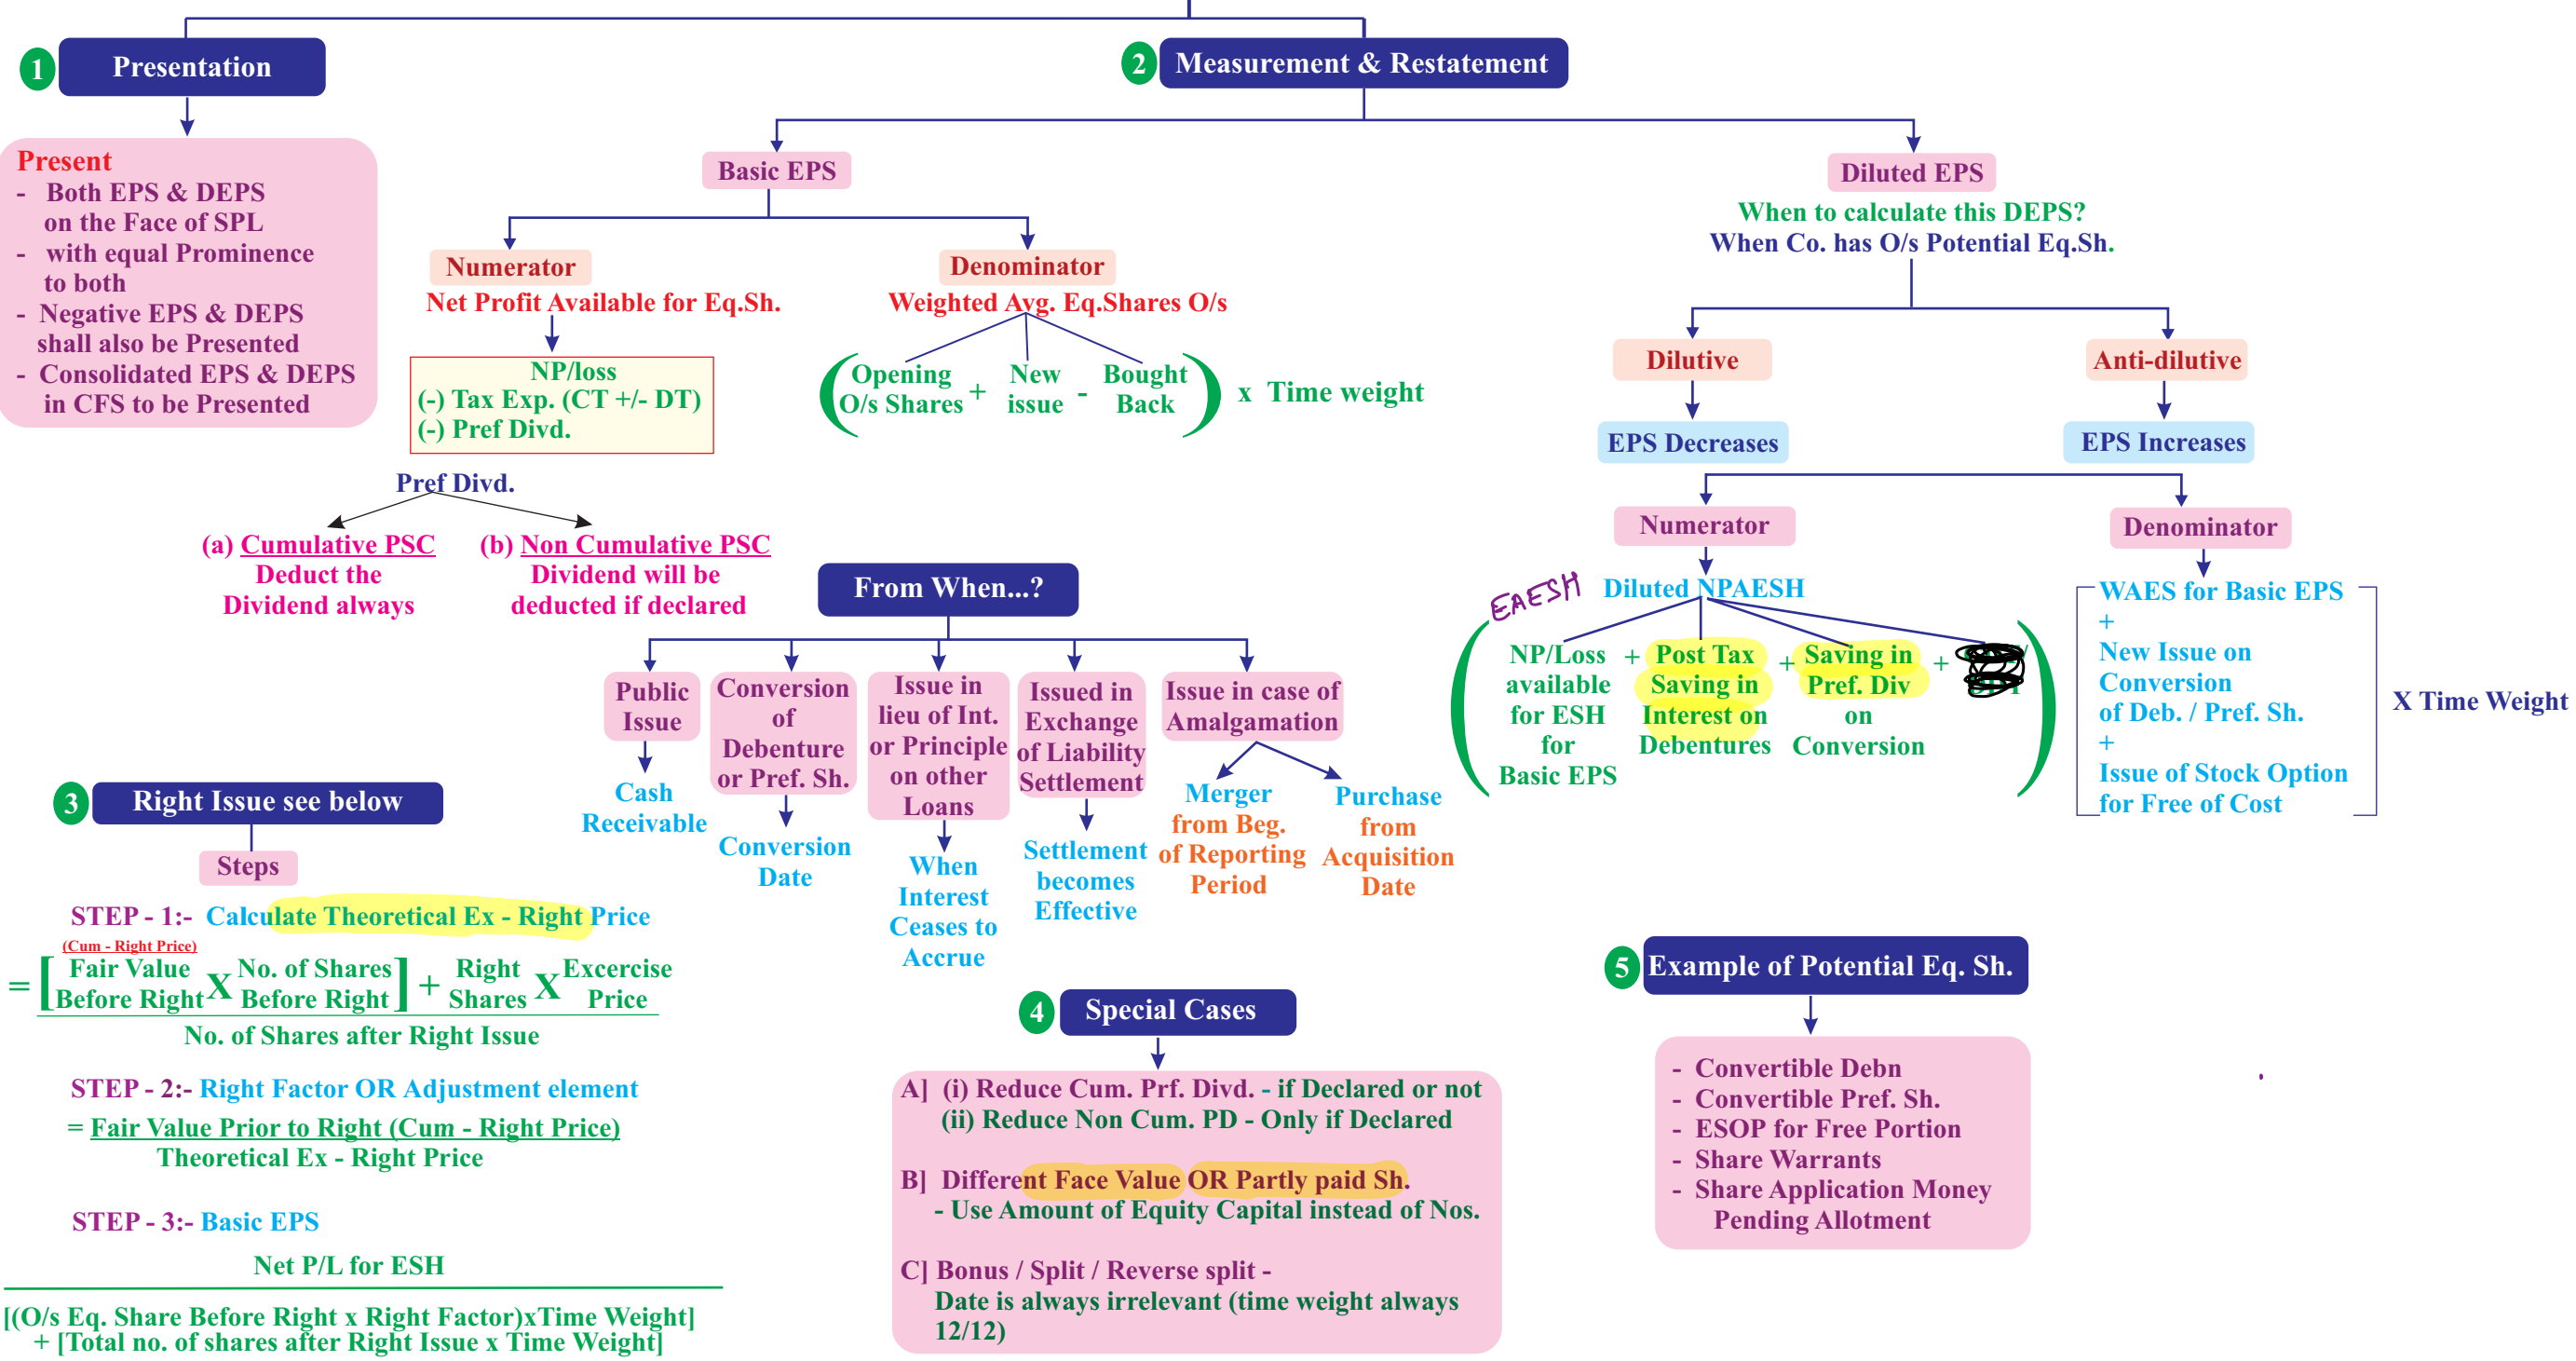 1 Presentation
Present
- Both EPS & DEPS
on the Face of SPL
- with equal Prominence
to both
- Negative EPS & DEPS
shall also be Presented
- Consolidated EPS & DEPS
in CFS to be Presented
2 Measurement & Restatement
Basic EPS
Numerator
Net Profit Available for Eq.Sh.
NP/loss
(-) Tax Exp. (CT +/- DT)
(-) Pref Divd.
Pref Divd.
(a) Cumulative PSC
Deduct the
Dividend always
(b) Non Cumulative PSC
Dividend will be
deducted if declared
Denominator
Weighted Avg. Eq.Shares O/s
( Opening + New - Bought ) x Time weight
O/s Shares issue Back
From When...?
Public
Issue
Cash
Receivable
Conversion
of
Debenture
or Pref. Sh.
Conversion
Date
Issue in
lieu of Int.
or Principle
on other
Loans
When
Interest
Ceases to
Accrue
Issued in
Exchange
of Liability
Settlement
Settlement
becomes
Effective
Issue in case of
Amalgamation
Merger
from Beg.
of Reporting
Period
Purchase
from
Acquisition
Date
Diluted EPS
When to calculate this DEPS?
When Co. has O/s Potential Eq.Sh.
Dilutive
EPS Decreases
Anti-dilutive
EPS Increases
Numerator
Diluted NPAESH
EAESH
NP/Loss
available
for ESH
for
Basic EPS
+ Post Tax
Saving in
Interest on
Debentures
+ Saving in
Pref. Div
on
Conversion
+
Denominator
WAES for Basic EPS
+
New Issue on
Conversion
of Deb. / Pref. Sh.
+
Issue of Stock Option
for Free of Cost
X Time Weight
3 Right Issue see below
Steps
STEP - 1:- Calculate Theoretical Ex - Right Price
(Cum - Right Price)
= [ Fair Value X No. of Shares ] + Right X Excercise
Before Right Before Right Shares Price
No. of Shares after Right Issue
STEP - 2:- Right Factor OR Adjustment element
= Fair Value Prior to Right (Cum - Right Price)
Theoretical Ex - Right Price
STEP - 3:- Basic EPS
Net P/L for ESH
[(O/s Eq. Share Before Right x Right Factor)xTime Weight]
+ [Total no. of shares after Right Issue x Time Weight]
4 Special Cases
A] (i) Reduce Cum. Prf. Divd. - if Declared or not
(ii) Reduce Non Cum. PD - Only if Declared
B] Different Face Value OR Partly paid Sh.
- Use Amount of Equity Capital instead of Nos.
C] Bonus / Split / Reverse split -
Date is always irrelevant (time weight always
12/12)
5 Example of Potential Eq. Sh.
- Convertible Debn
- Convertible Pref. Sh.
- ESOP for Free Portion
- Share Warrants
- Share Application Money
Pending Allotment